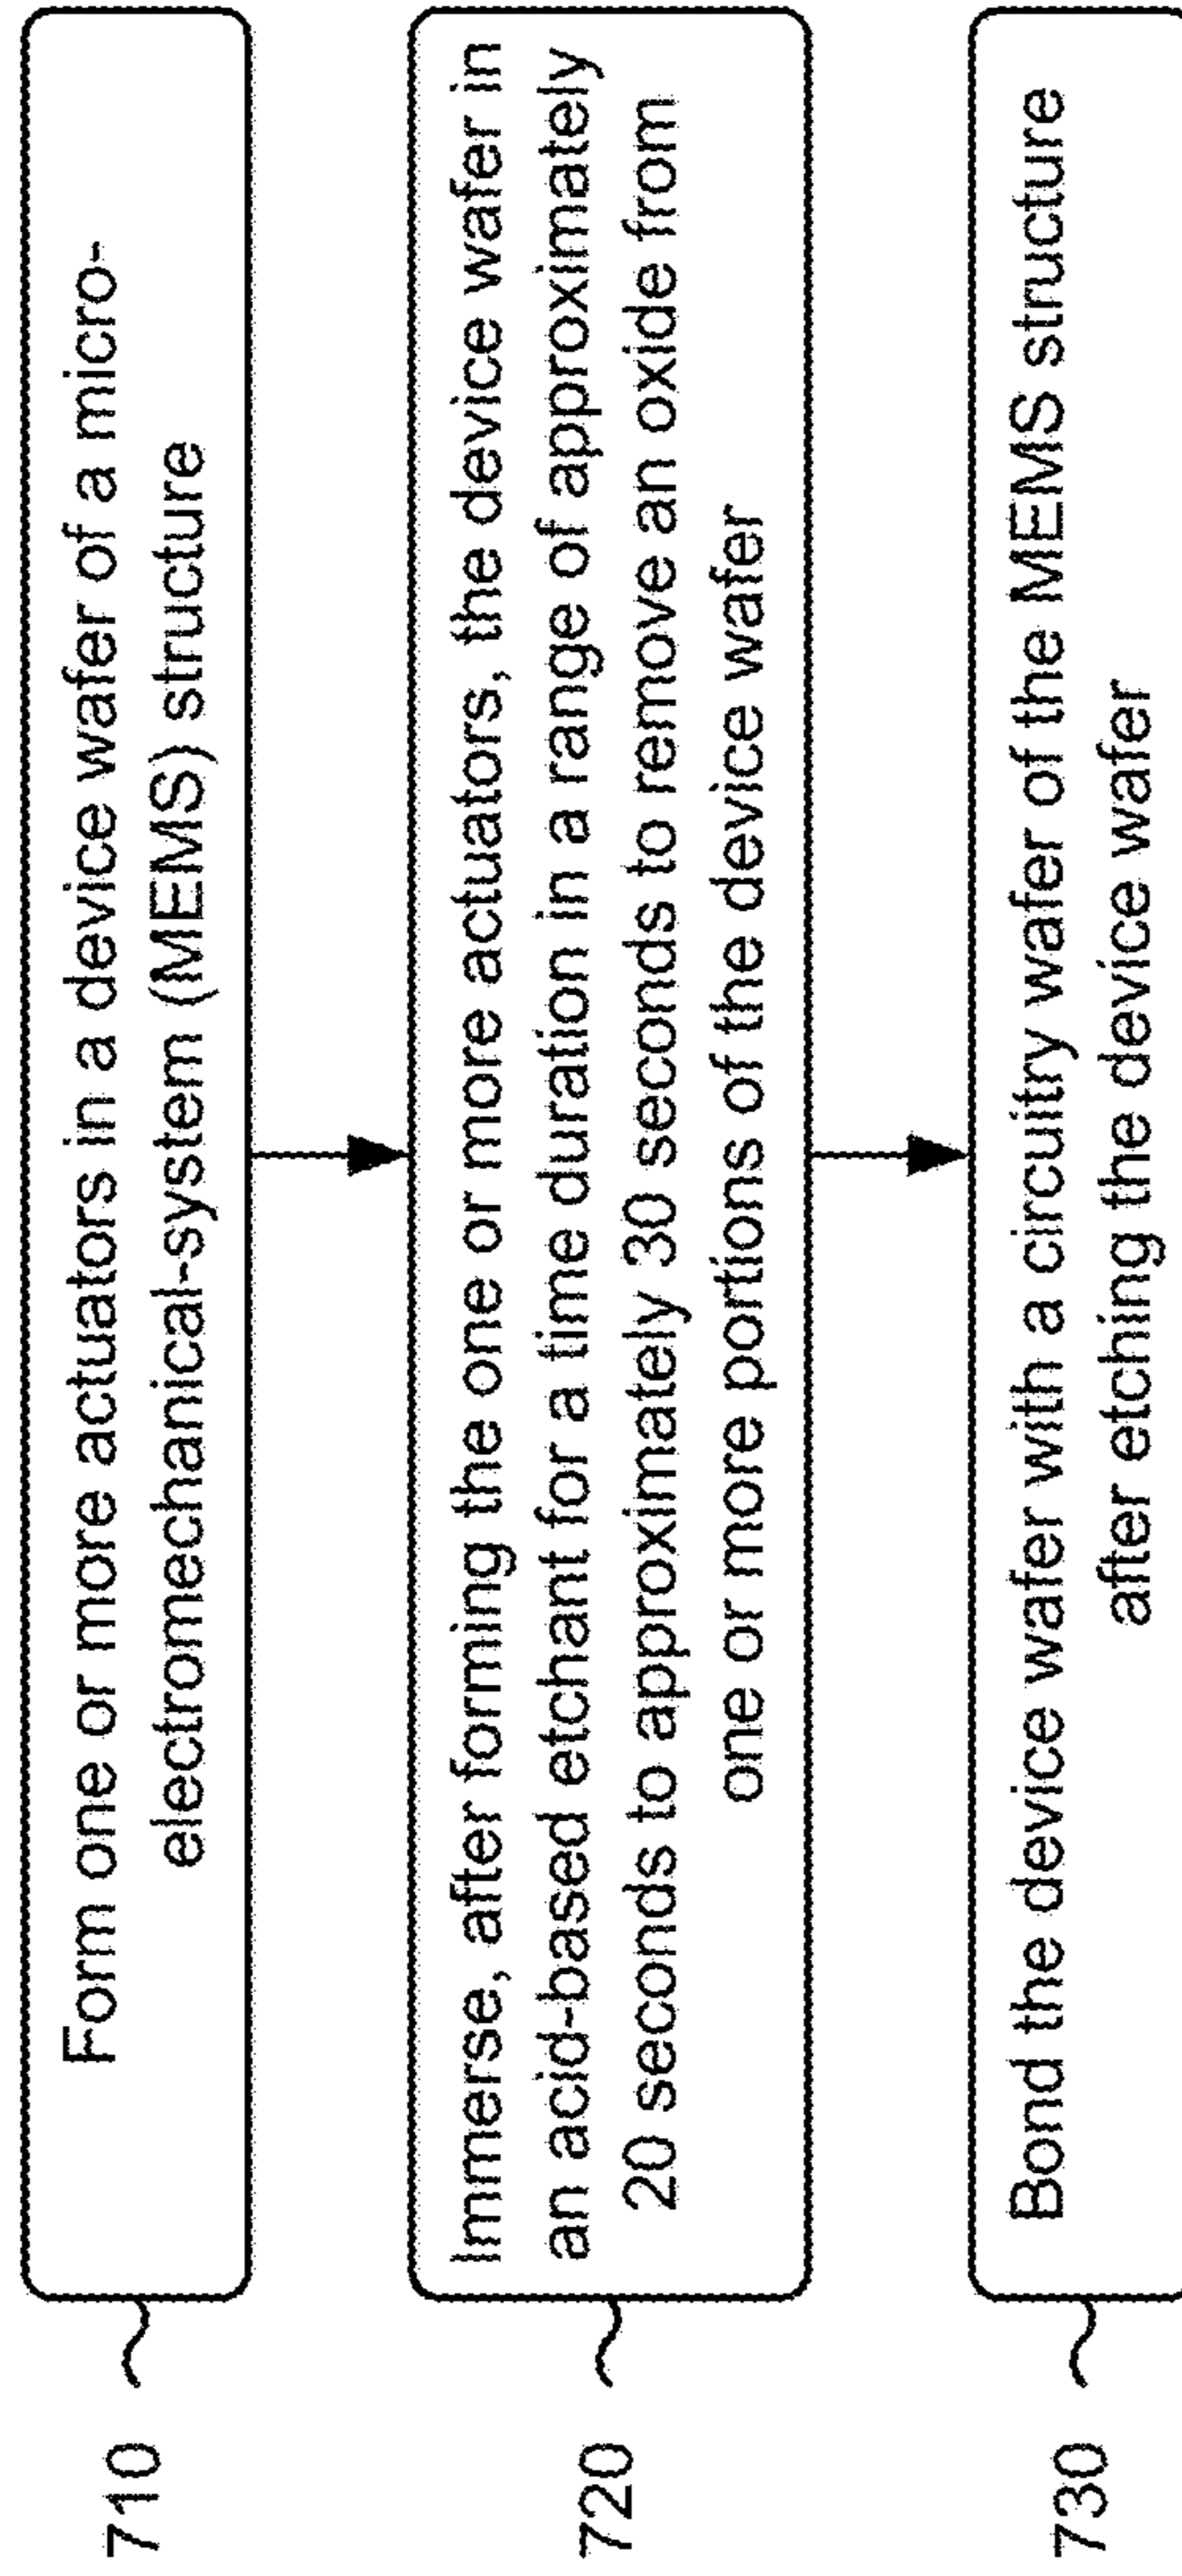 710
Form one or more actuators in a device wafer of a micro-
electromechanical-system (MEMS) structure
720
Immerse, after forming the one or more actuators, the device wafer in
an acid-based etchant for a time duration in a range of approximately
20 seconds to approximately 30 seconds to remove an oxide from
one or more portions of the device wafer
730
Bond the device wafer with a circuitry wafer of the MEMS structure
after etching the device wafer